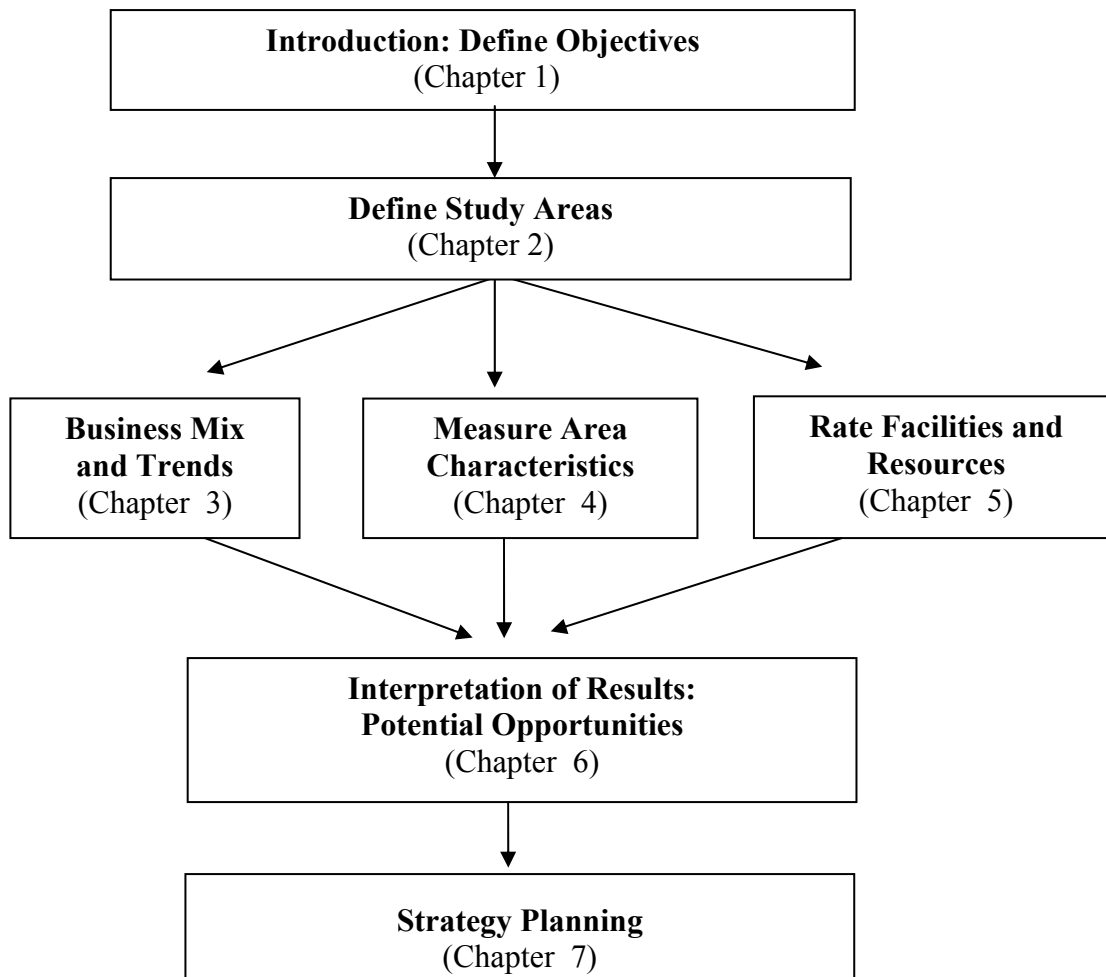 Introduction: Define Objectives
(Chapter 1)
Define Study Areas
(Chapter 2)
Business Mix
and Trends
(Chapter  3)
Measure Area
Characteristics
(Chapter  4)
Rate Facilities and
Resources
(Chapter  5)
Interpretation of Results:
Potential Opportunities
(Chapter  6)
Strategy Planning
(Chapter  7)